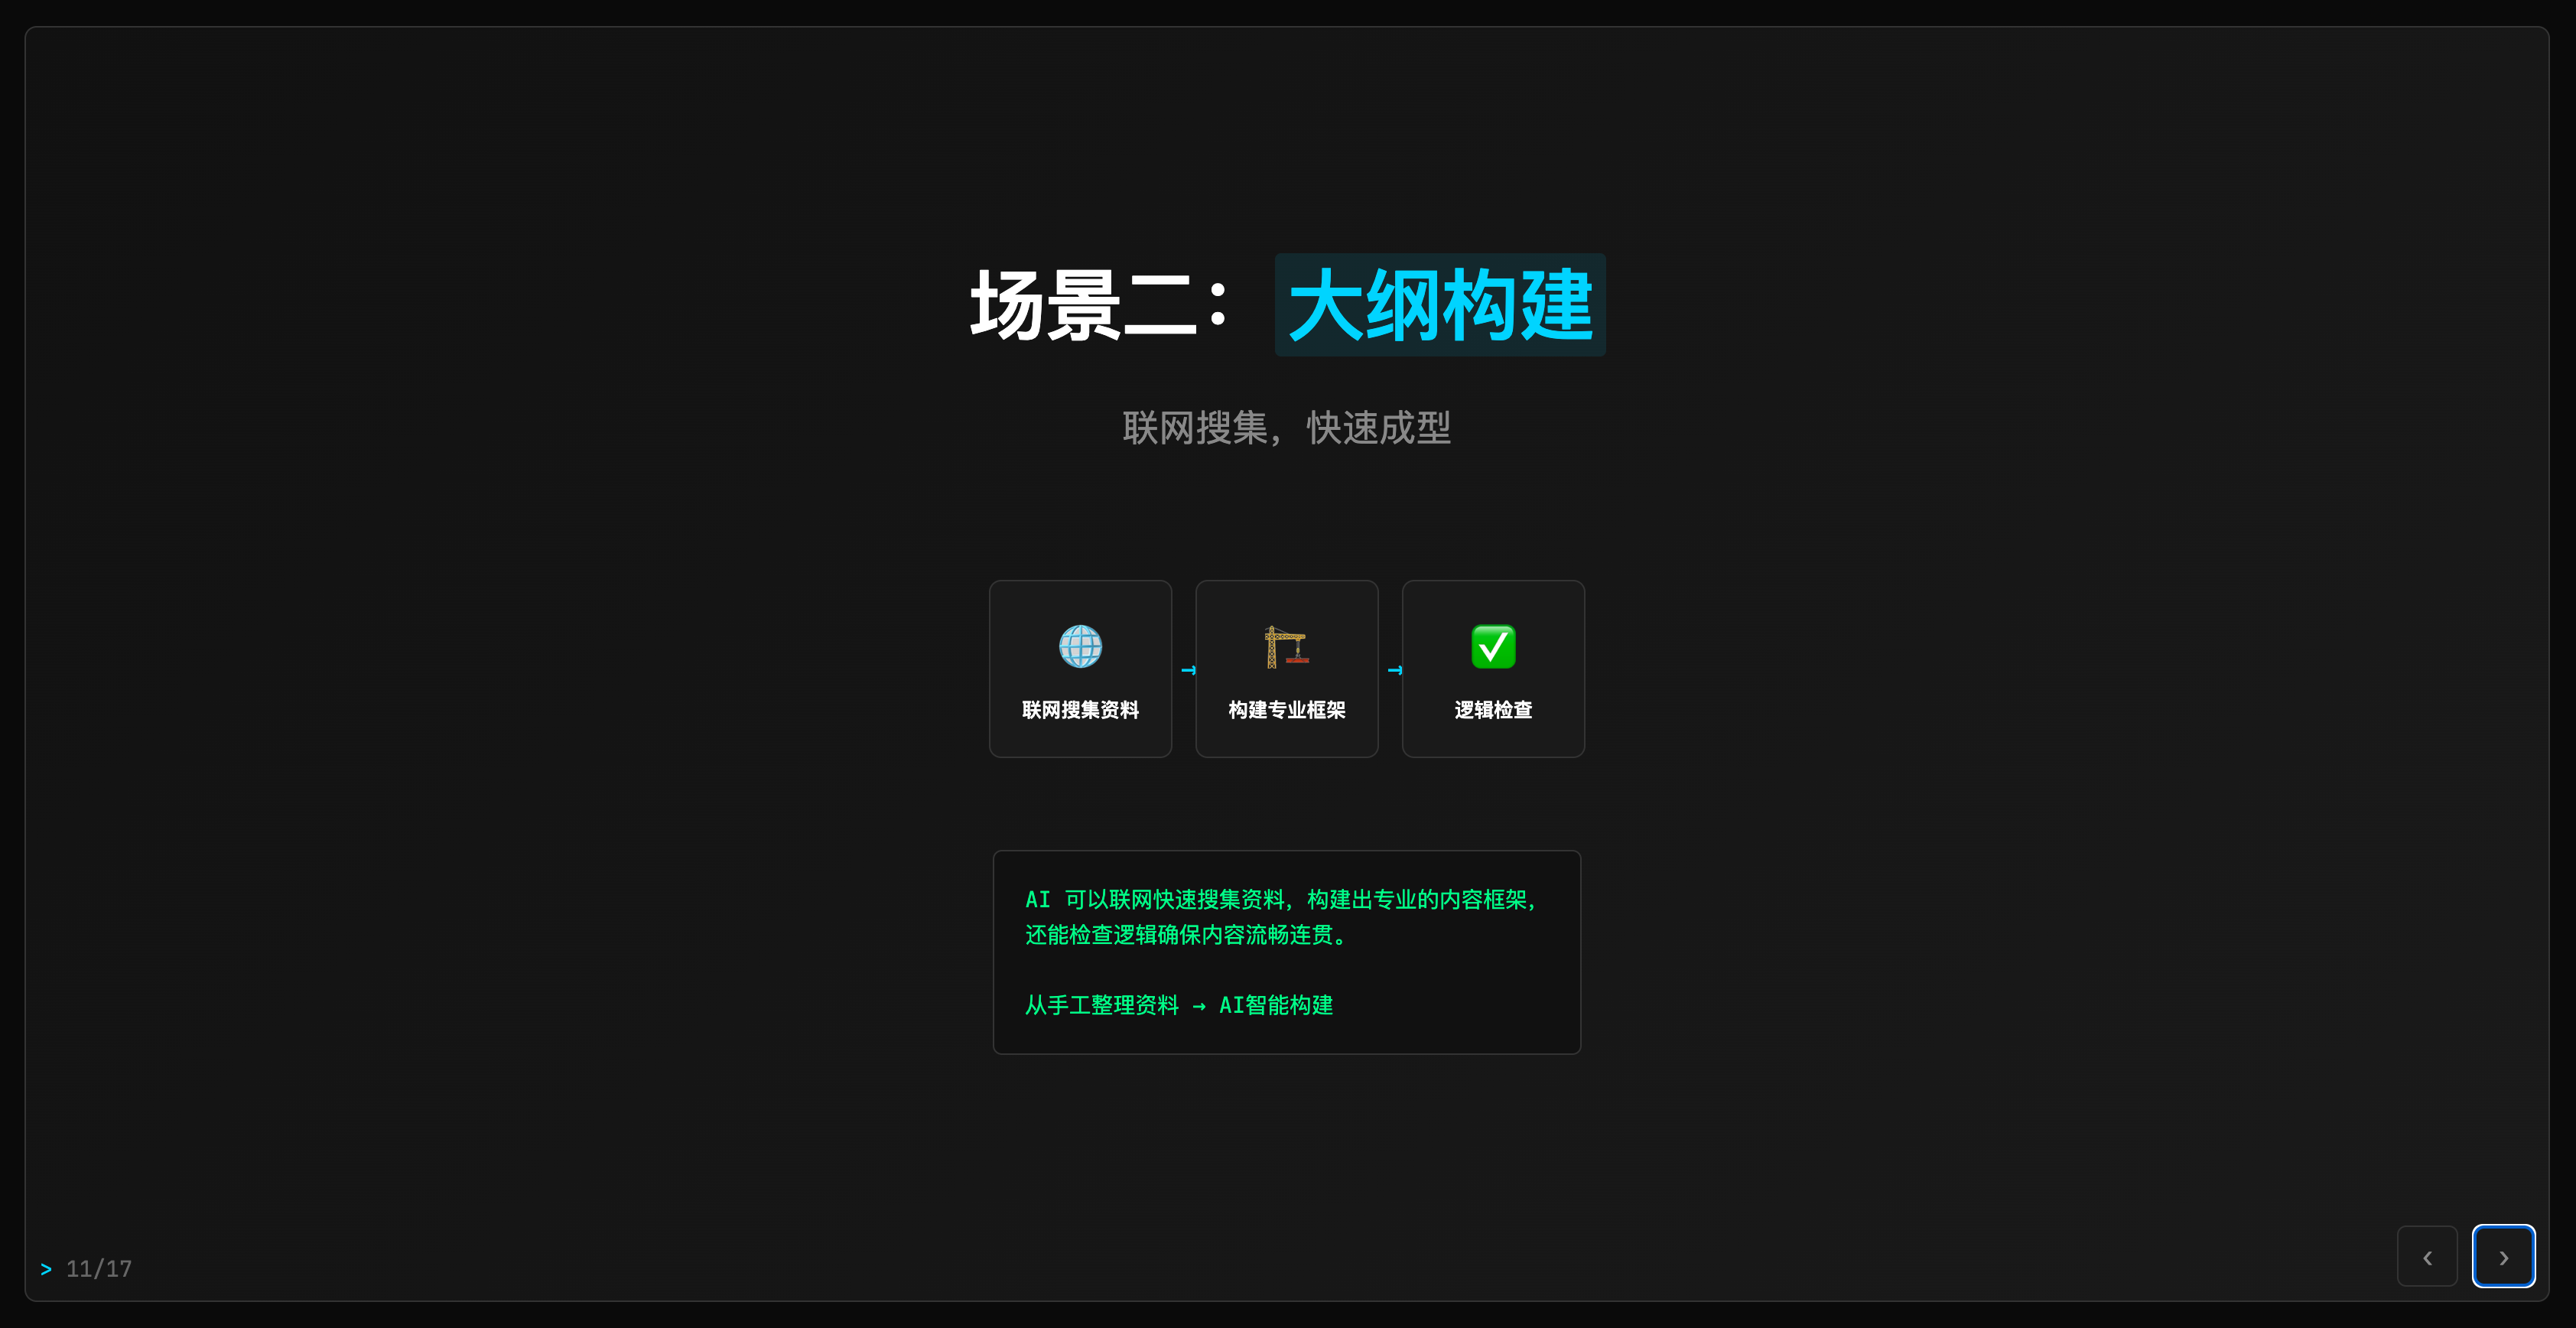 场景二：大纲构建
联网搜集，快速成型
联网搜集资料 → 构建专业框架 → 逻辑检查
AI 可以联网快速搜集资料，构建出专业的内容框架，
还能检查逻辑确保内容流畅连贯。
从手工整理资料 → AI智能构建
> 11/17
‹ ›